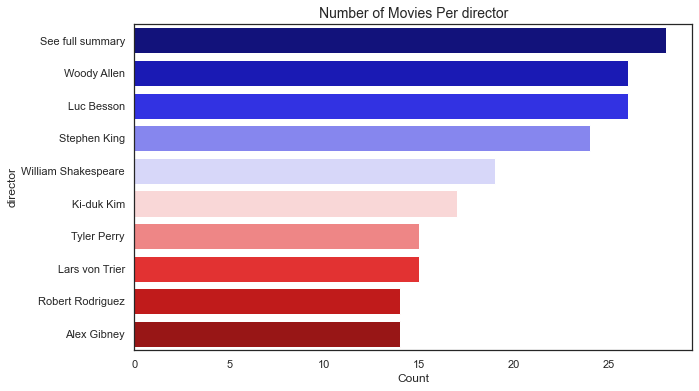 Number of Movies Per director
director
See full summary
Woody Allen
Luc Besson
Stephen King
William Shakespeare
Ki-duk Kim
Tyler Perry
Lars von Trier
Robert Rodriguez
Alex Gibney
0 5 10 15 20 25
Count